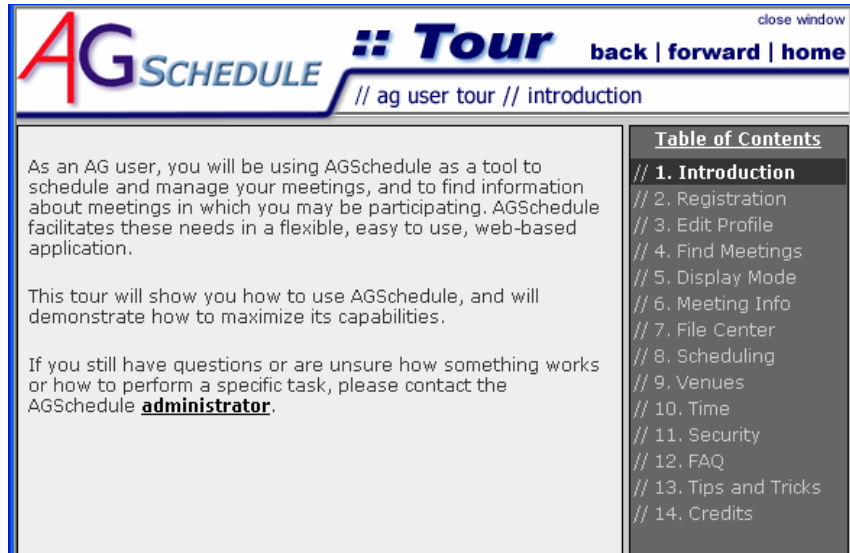 AGSCHEDULE
:: Tour
close window
back | forward | home
// ag user tour // introduction
As an AG user, you will be using AGSchedule as a tool to
schedule and manage your meetings, and to find information
about meetings in which you may be participating. AGSchedule
facilitates these needs in a flexible, easy to use, web-based
application.
This tour will show you how to use AGSchedule, and will
demonstrate how to maximize its capabilities.
If you still have questions or are unsure how something works
or how to perform a specific task, please contact the
AGSchedule administrator.
Table of Contents
// 1. Introduction
// 2. Registration
// 3. Edit Profile
// 4. Find Meetings
// 5. Display Mode
// 6. Meeting Info
// 7. File Center
// 8. Scheduling
// 9. Venues
// 10. Time
// 11. Security
// 12. FAQ
// 13. Tips and Tricks
// 14. Credits